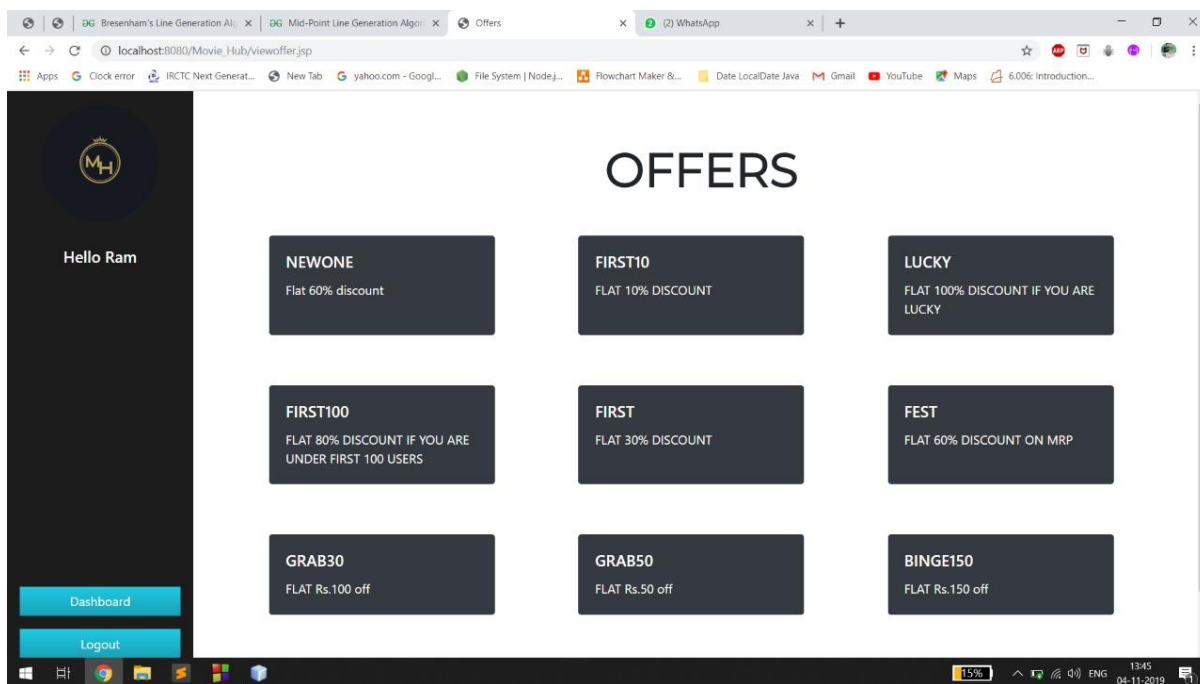 Bresenham's Line Generation Al
Mid-Point Line Generation Algori
Offers
(2) WhatsApp
localhost:8080/Movie_Hub/viewoffer.jsp
Apps
Clock error
IRCTC Next Generat...
New Tab
yahoo.com - Googl...
File System | Node.j...
Flowchart Maker &...
Date LocalDate Java
Gmail
YouTube
Maps
6.006: Introduction...
MH
Hello Ram
OFFERS
NEWONE
Flat 60% discount
FIRST10
FLAT 10% DISCOUNT
LUCKY
FLAT 100% DISCOUNT IF YOU ARE
LUCKY
FIRST100
FLAT 80% DISCOUNT IF YOU ARE
UNDER FIRST 100 USERS
FIRST
FLAT 30% DISCOUNT
FEST
FLAT 60% DISCOUNT ON MRP
GRAB30
FLAT Rs.100 off
GRAB50
FLAT Rs.50 off
BINGE150
FLAT Rs.150 off
Dashboard
Logout
15%
ENG
13:45
04-11-2019